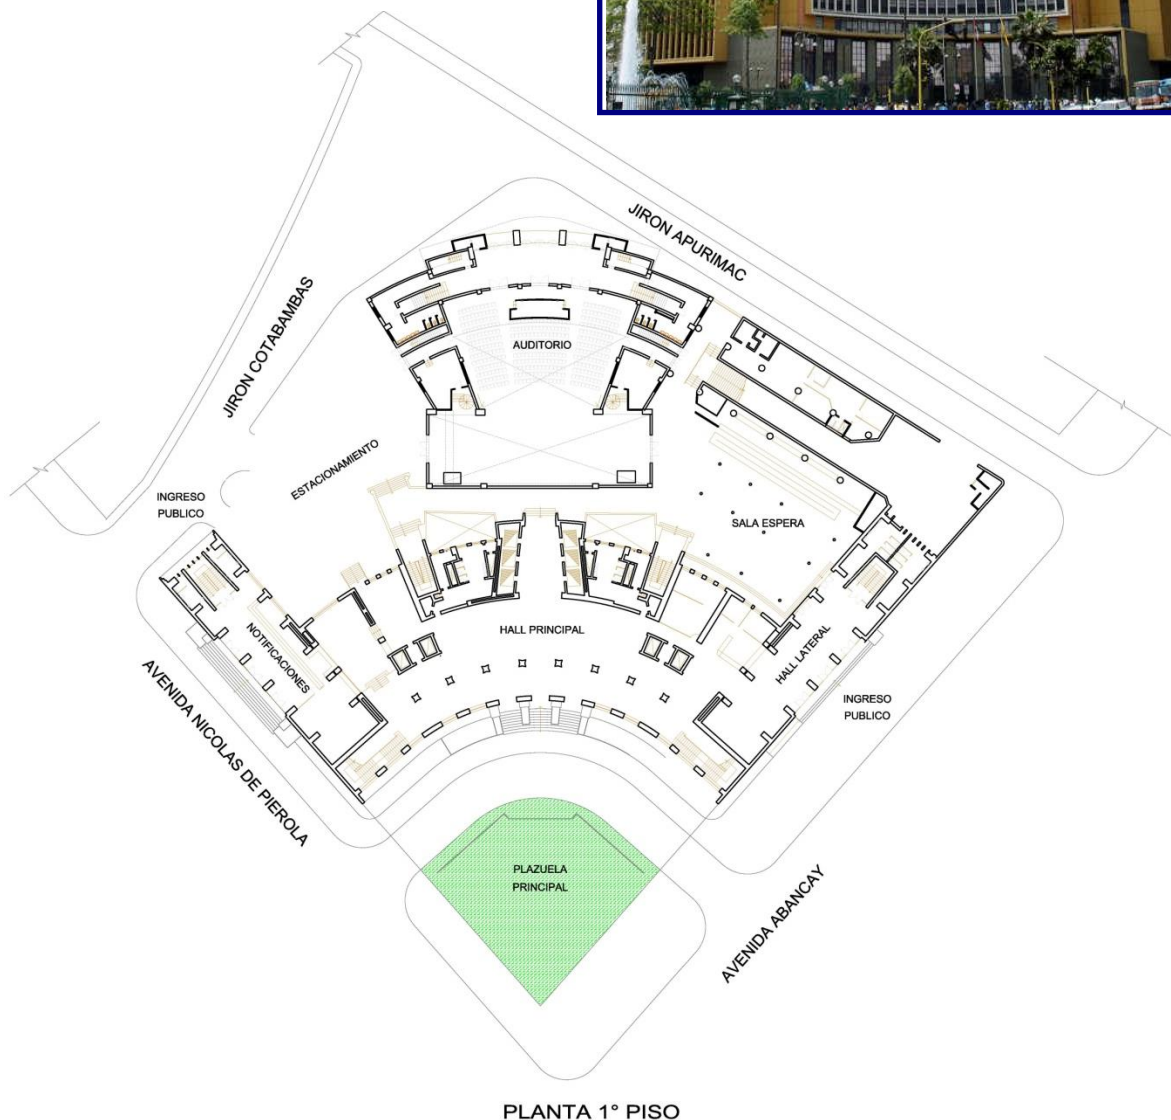 JIRON APURIMAC
JIRON COTABAMBAS
AUDITORIO
ESTACIONAMIENTO
INGRESO
PUBLICO
SALA ESPERA
HALL PRINCIPAL
NOTIFICACIONES
HALL LATERAL
INGRESO
PUBLICO
AVENIDA NICOLAS DE PIEROLA
PLAZUELA
PRINCIPAL
AVENIDA ABANCAY
PLANTA 1° PISO